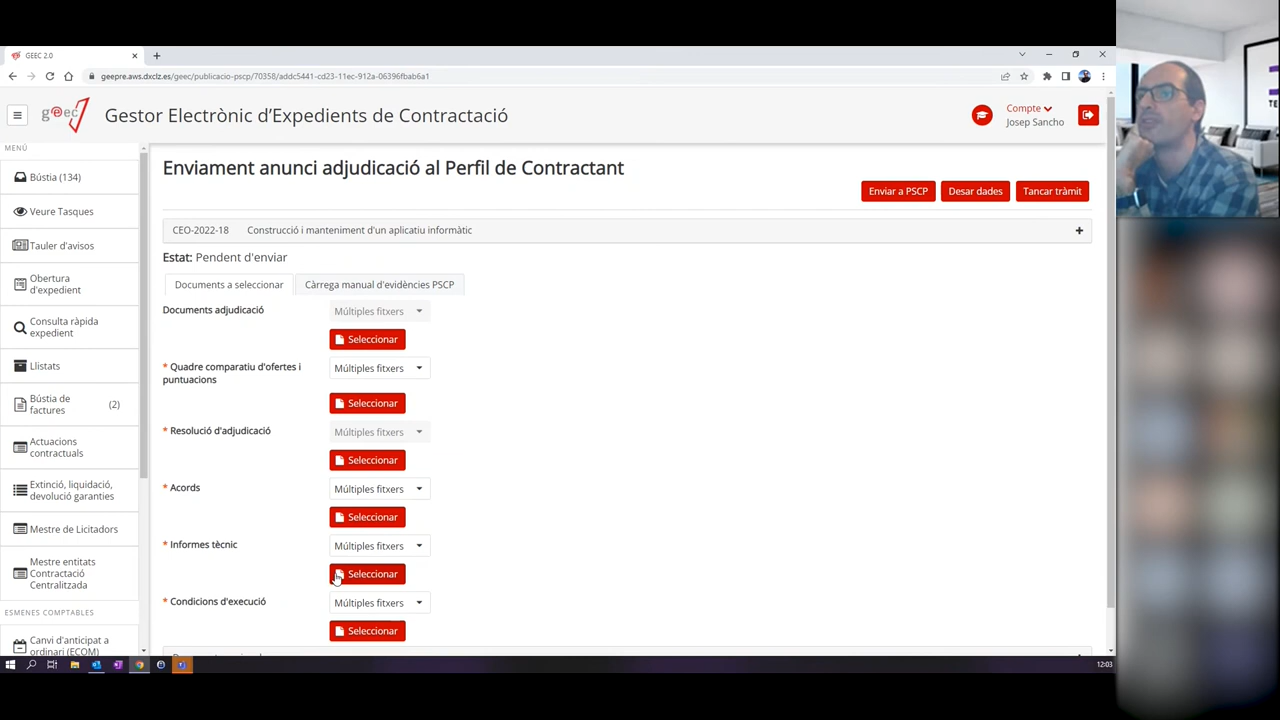 GEEC 2.0
geepre.aws.dxclz.es/geec/publicacio-pscp/70358/addc5441-cd23-11ec-912a-06396fbab6a1
geec
Gestor Electrònic d'Expedients de Contractació
Compte
Josep Sancho
MENÚ
Bústia (134)
Veure Tasques
Tauler d'avisos
Obertura
d'expedient
Consulta ràpida
expedient
Llistats
Bústia de
factures
(2)
Actuacions
contractuals
Extinció, liquidació,
devolució garanties
Mestre de Licitadors
Mestre entitats
Contractació
Centralitzada
ESMENES COMPTABLES
Canvi d'anticipat a
ordinari (ECOM)
Enviament anunci adjudicació al Perfil de Contractant
Enviar a PSCP
Desar dades
Tancar tràmit
CEO-2022-18 Construcció i manteniment d'un aplicatiu informàtic
Estat: Pendent d'enviar
Documents a seleccionar
Càrrega manual d'evidències PSCP
Documents adjudicació
Múltiples fitxers
Seleccionar
* Quadre comparatiu d'ofertes i
puntuacions
Múltiples fitxers
Seleccionar
* Resolució d'adjudicació
Múltiples fitxers
Seleccionar
* Acords
Múltiples fitxers
Seleccionar
* Informes tècnic
Múltiples fitxers
Seleccionar
* Condicions d'execució
Múltiples fitxers
Seleccionar
12:03